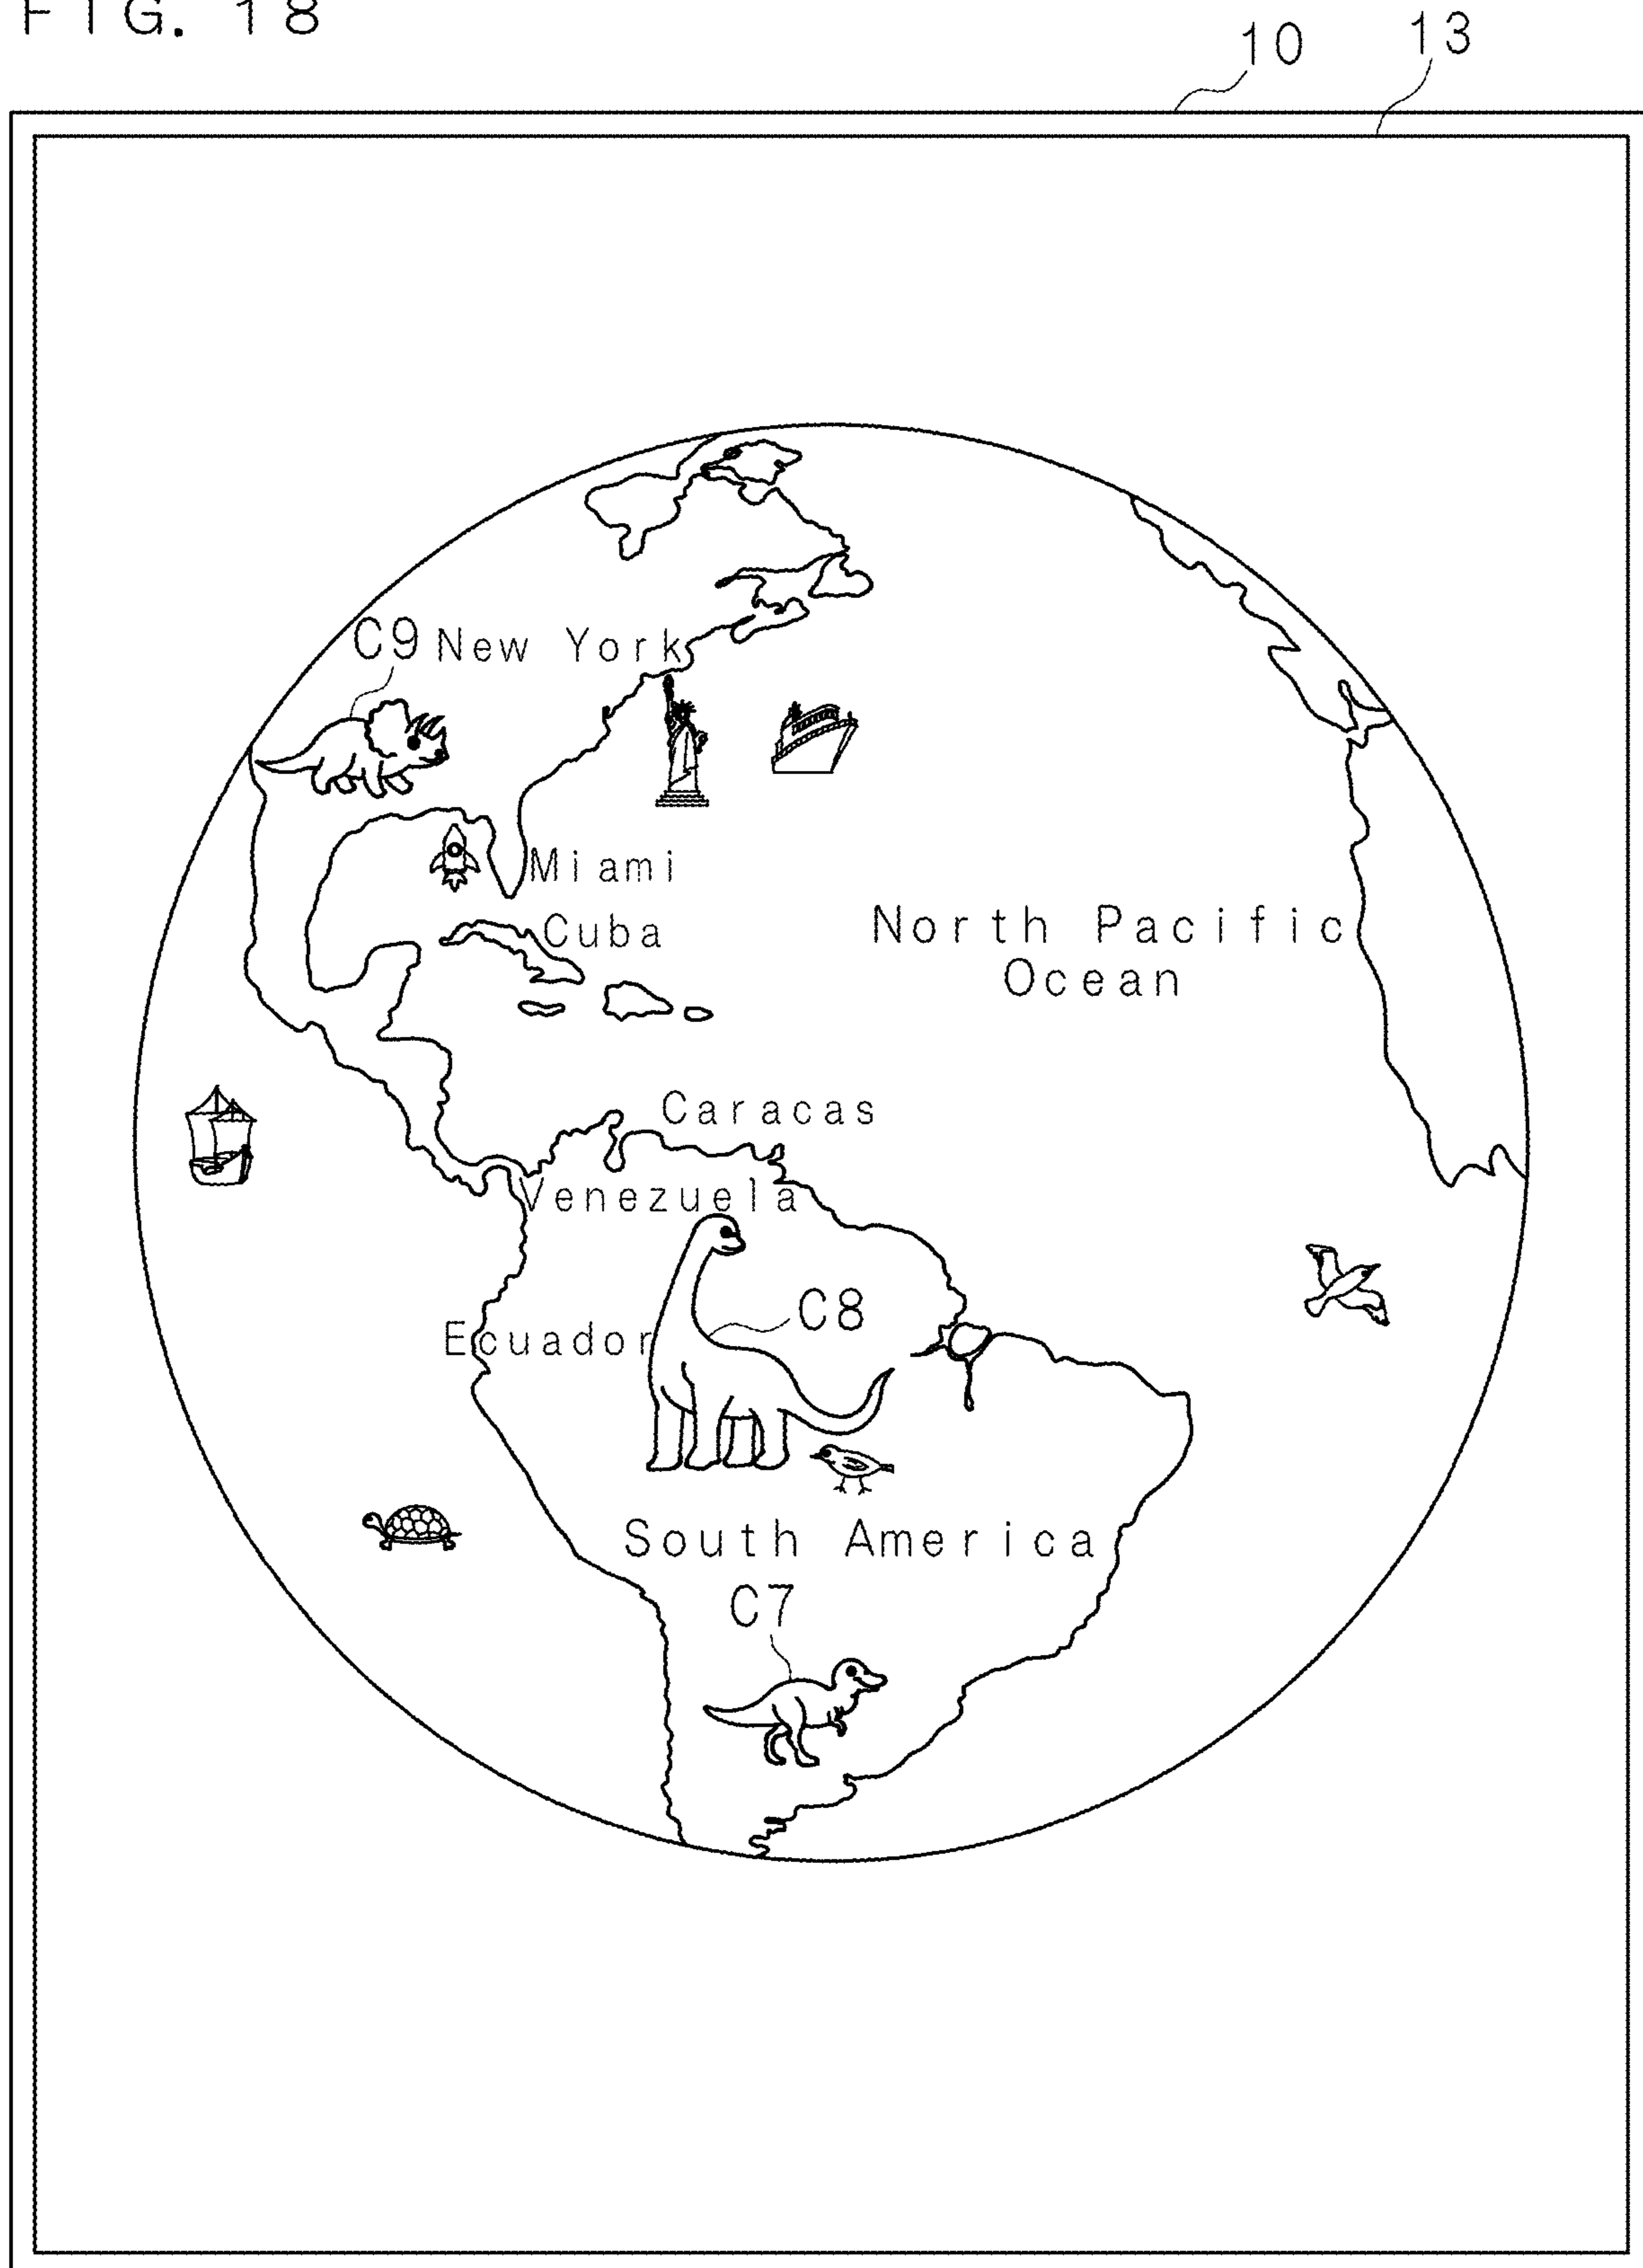 FIG. 18
10
13
C9 New York
Miami
Cuba
North Pacific
Ocean
Caracas
Venezuela
C8
Ecuador
South America
C7